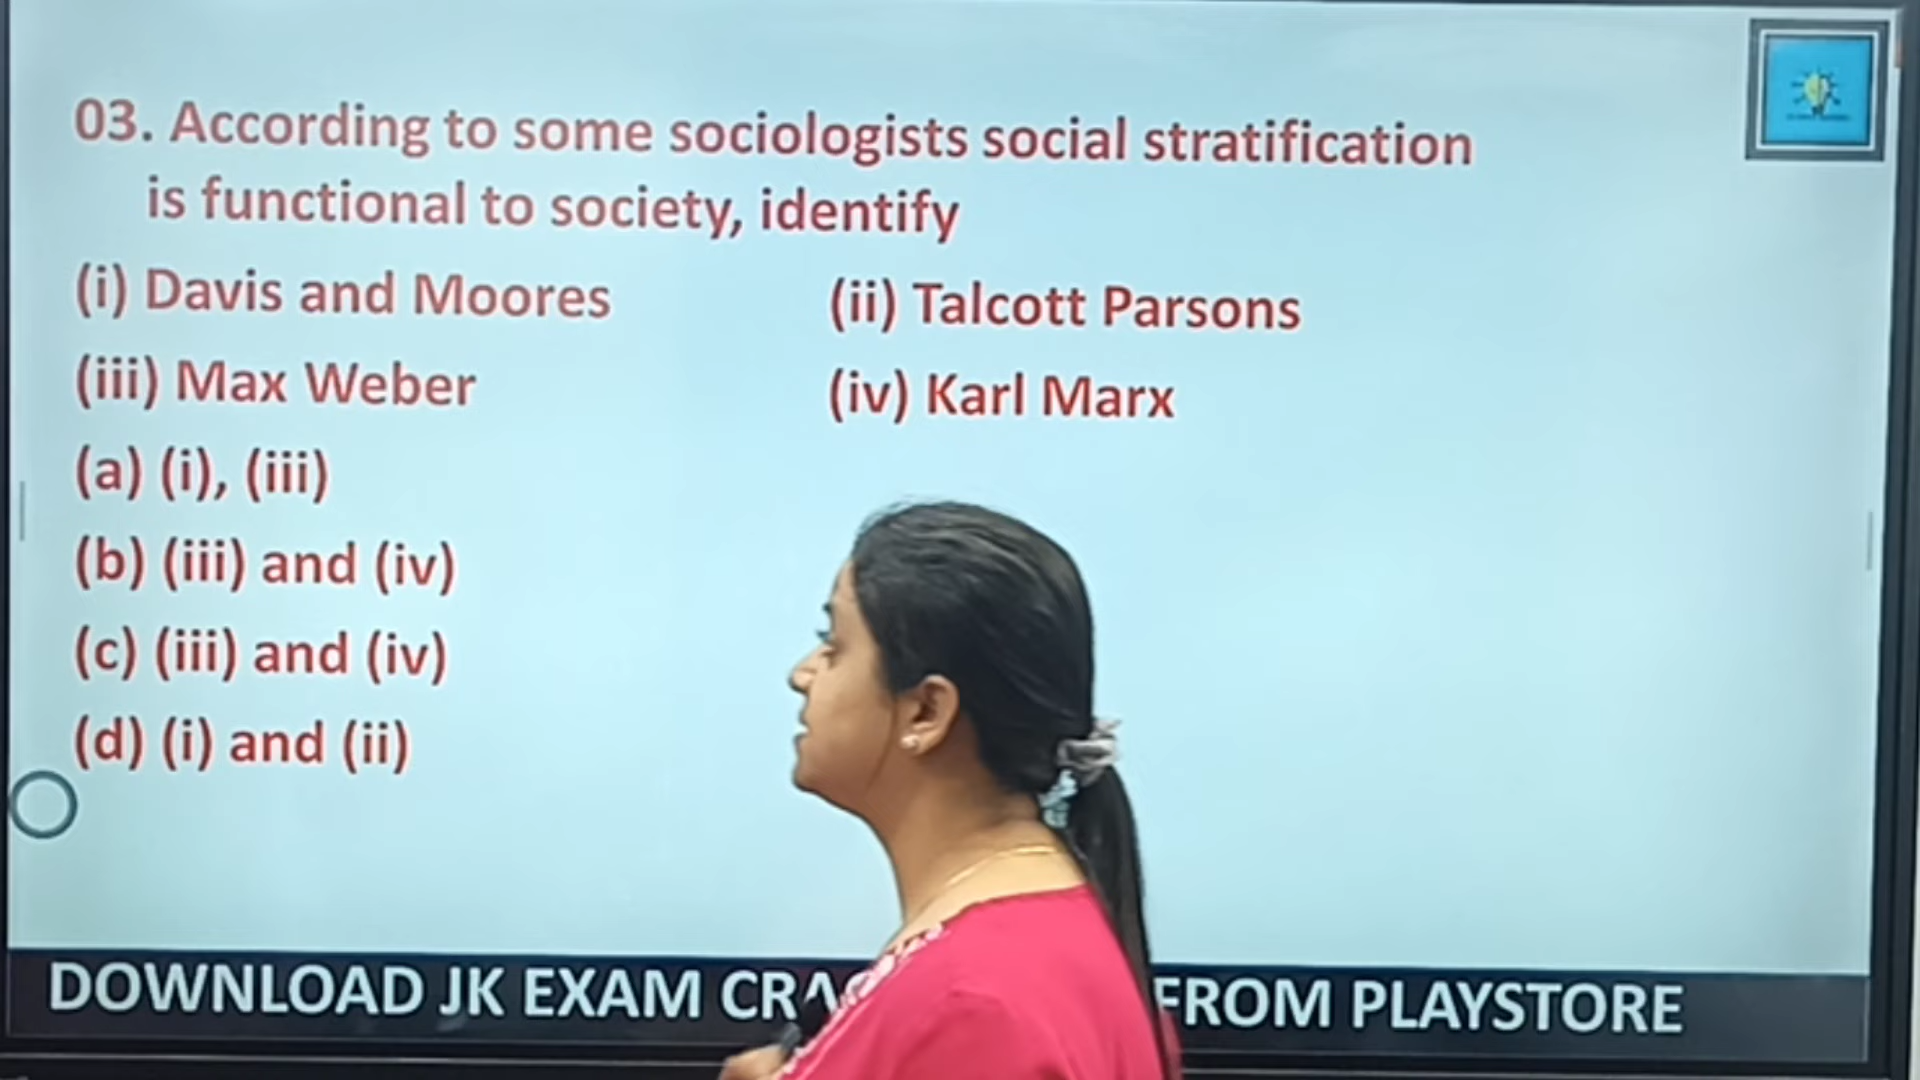 03. According to some sociologists social stratification
is functional to society, identify
(i) Davis and Moores (ii) Talcott Parsons
(iii) Max Weber (iv) Karl Marx
(a) (i), (iii)
(b) (iii) and (iv)
(c) (iii) and (iv)
(d) (i) and (ii)
DOWNLOAD JK EXAM FROM PLAYSTORE